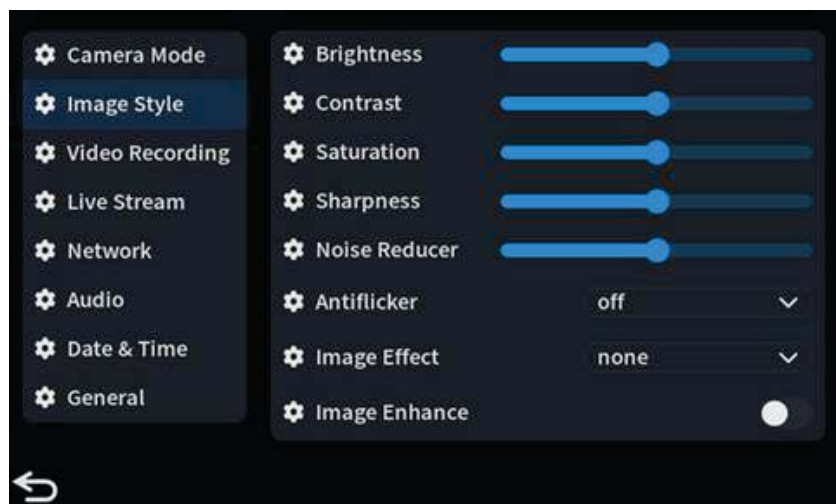 Camera Mode
Image Style
Video Recording
Live Stream
Network
Audio
Date & Time
General
Brightness
Contrast
Saturation
Sharpness
Noise Reducer
Antiflicker off
Image Effect none
Image Enhance